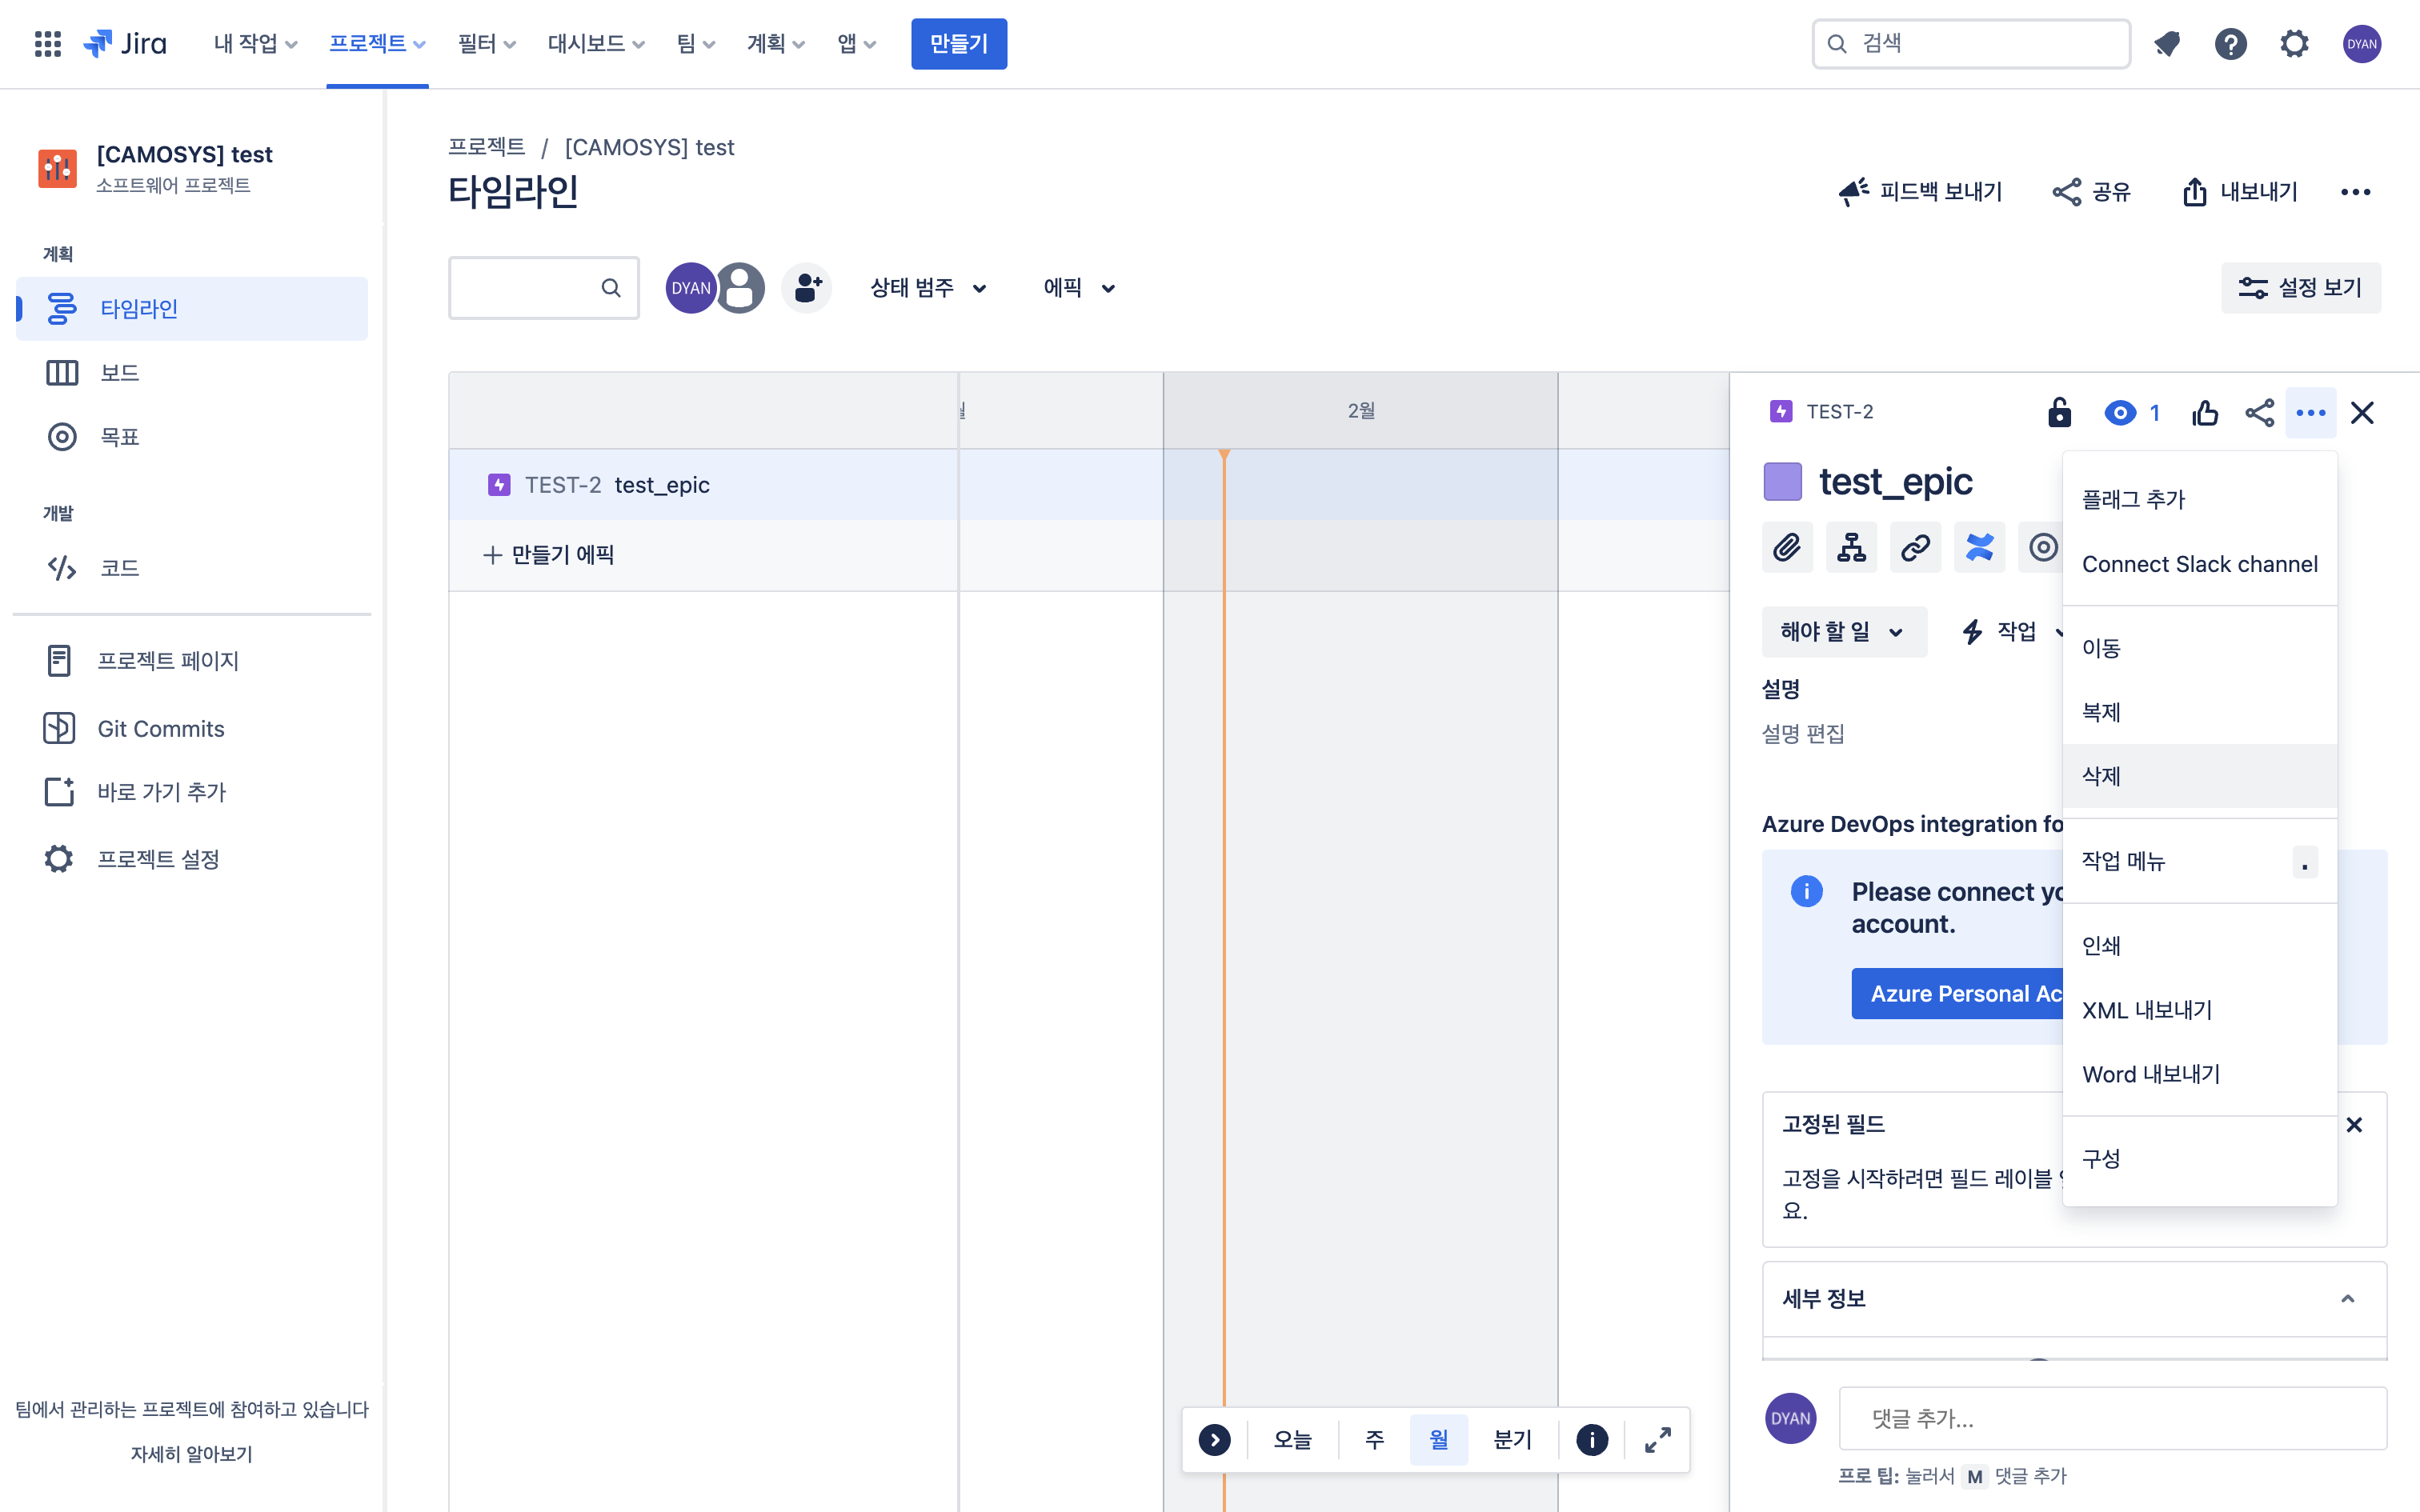 Jira
내 작업
프로젝트
필터
대시보드
팀
계획
앱
만들기
검색
DYAN
[CAMOSYS] test
소프트웨어 프로젝트
계획
타임라인
보드
목표
개발
코드
프로젝트 페이지
Git Commits
바로 가기 추가
프로젝트 설정
팀에서 관리하는 프로젝트에 참여하고 있습니다
자세히 알아보기
프로젝트 / [CAMOSYS] test
타임라인
피드백 보내기
공유
내보내기
DYAN
상태 범주
에픽
설정 보기
2월
TEST-2 test_epic
만들기 에픽
오늘
주
월
분기
TEST-2
1
test_epic
해야 할 일
작업
설명
설명 편집
Azure DevOps integration fo
Please connect yo
account.
Azure Personal Ac
고정된 필드
고정을 시작하려면 필드 레이블
요.
세부 정보
플래그 추가
Connect Slack channel
이동
복제
삭제
작업 메뉴 .
인쇄
XML 내보내기
Word 내보내기
구성
DYAN
댓글 추가...
프로 팁: 눌러서 M 댓글 추가